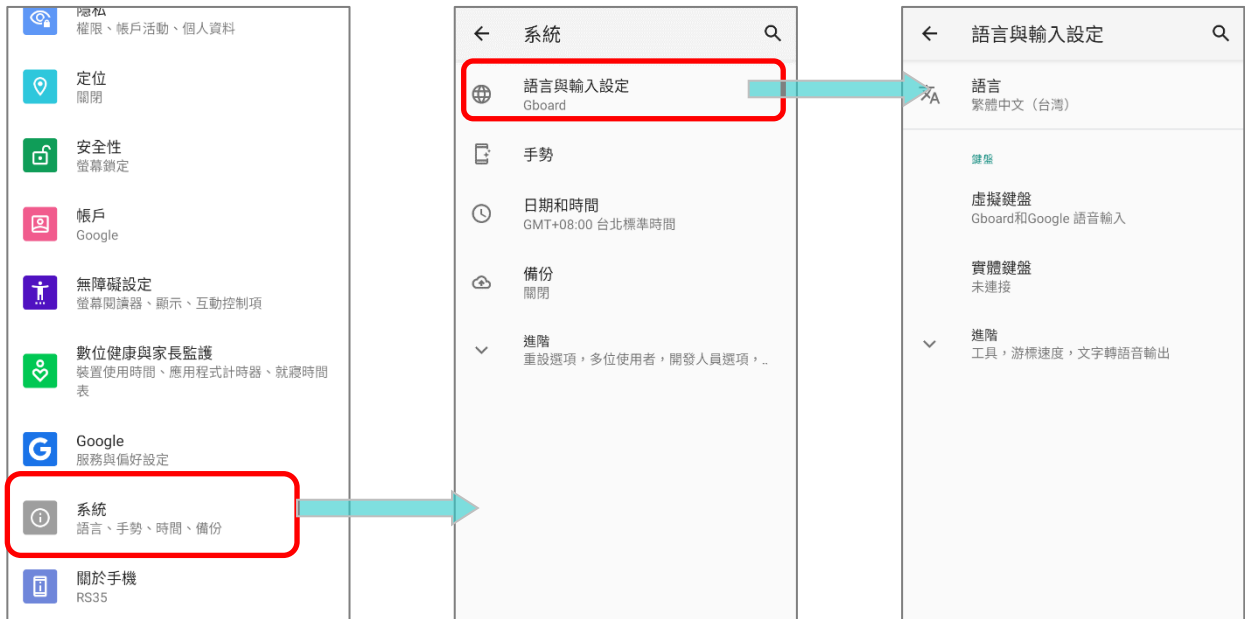 隱私
權限、帳戶活動、個人資料
定位
關閉
安全性
螢幕鎖定
帳戶
Google
無障礙設定
螢幕閱讀器、顯示、互動控制項
數位健康與家長監護
裝置使用時間、應用程式計時器、就寢時間
表
Google
服務與偏好設定
系統
語言、手勢、時間、備份
關於手機
RS35
系統
語言與輸入設定
Gboard
手勢
日期和時間
GMT+08:00 台北標準時間
備份
關閉
進階
重設選項，多位使用者，開發人員選項，..
語言與輸入設定
語言
繁體中文（台灣）
鍵盤
虛擬鍵盤
Gboard和Google 語音輸入
實體鍵盤
未連接
進階
工具，游標速度，文字轉語音輸出